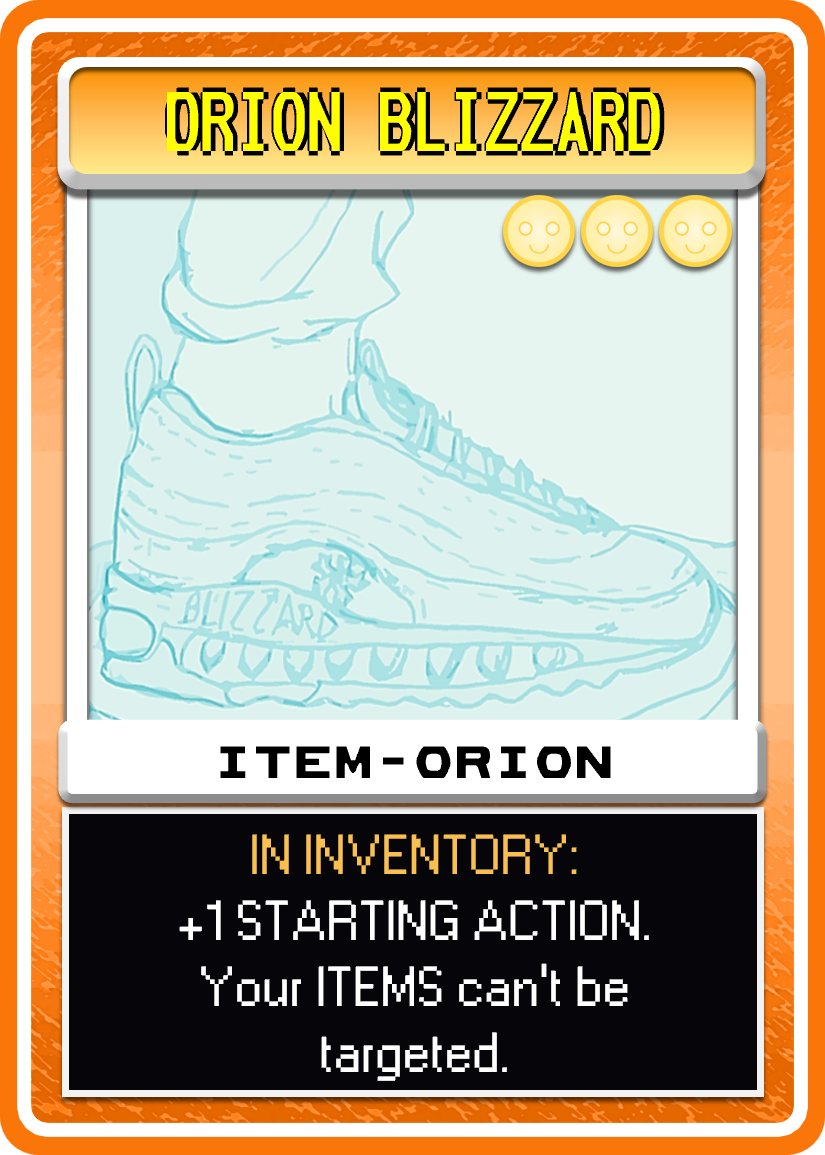 ORION BLIZZARD
BLIZZARD
ITEM-ORION
IN INVENTORY:
+1 STARTING ACTION.
Your ITEMS can't be
targeted.